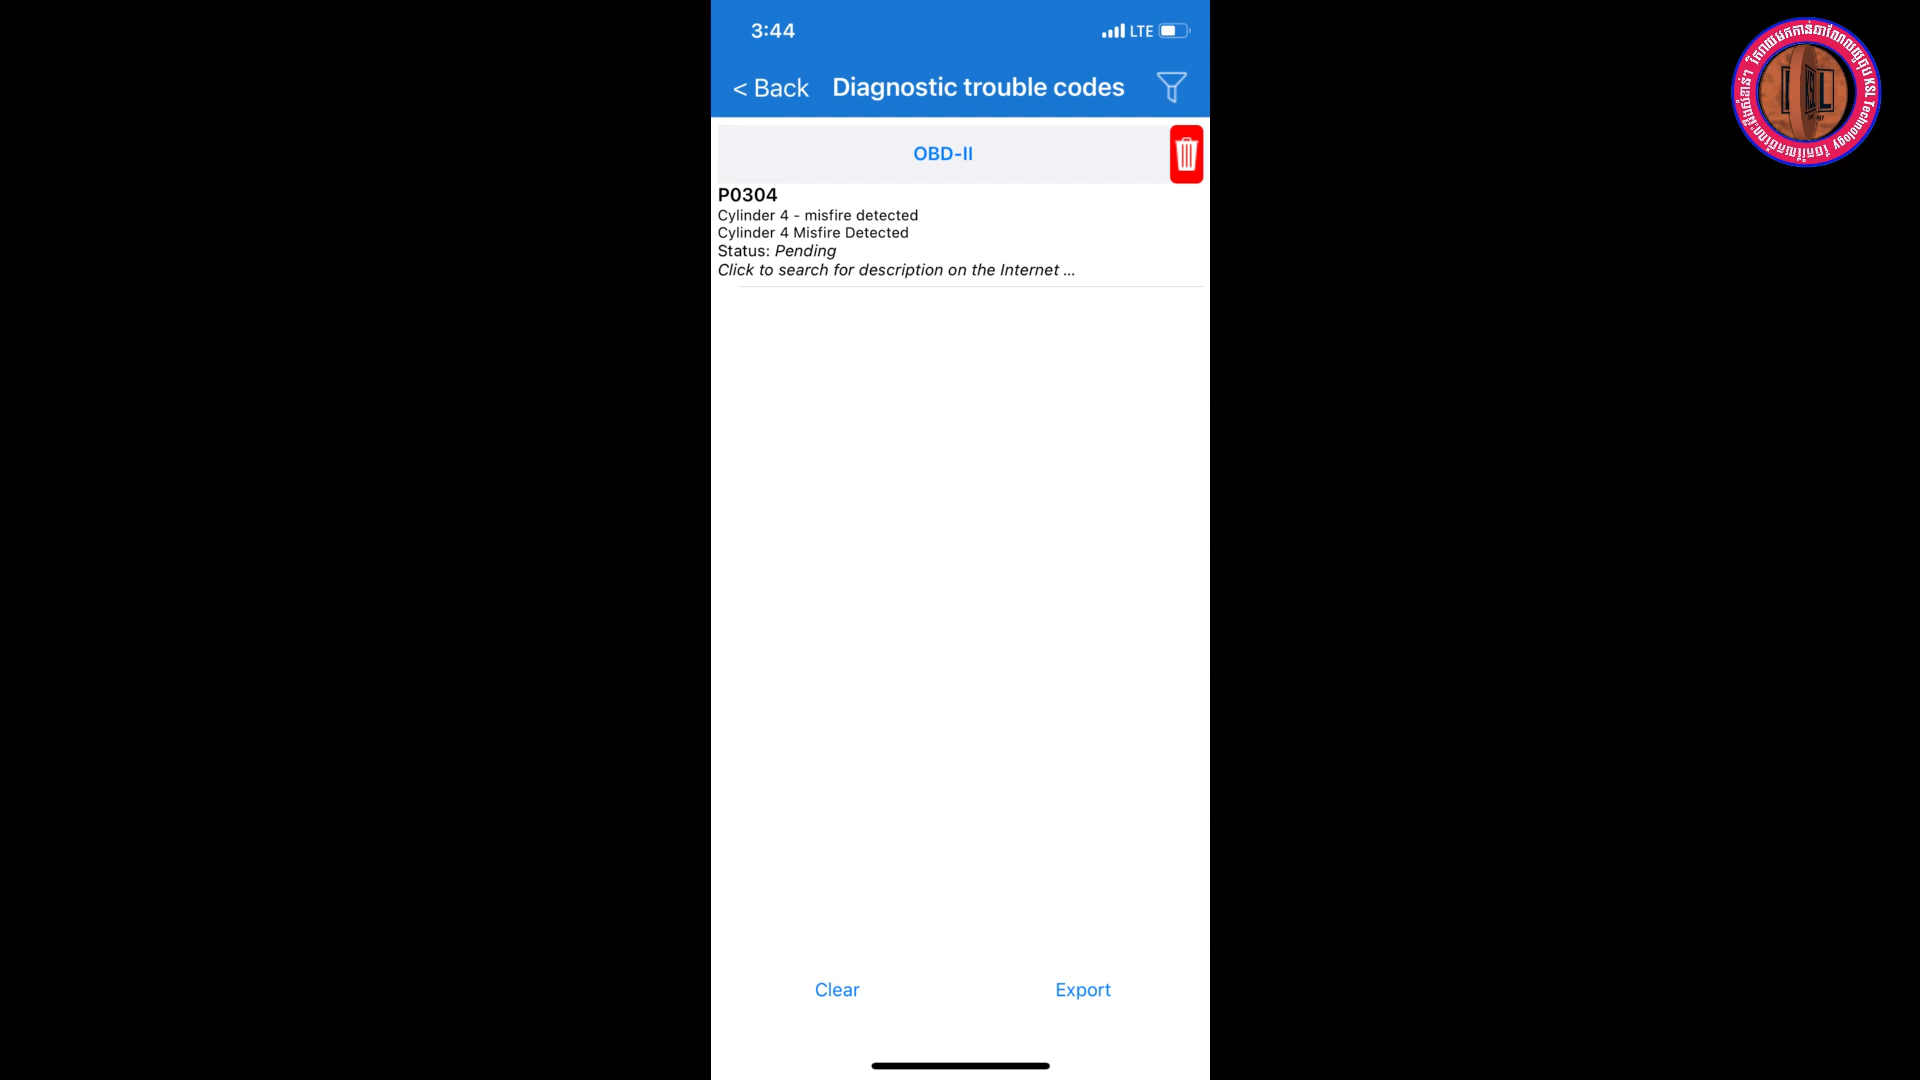 3:44
LTE
< Back
Diagnostic trouble codes
OBD-II
P0304
Cylinder 4 - misfire detected
Cylinder 4 Misfire Detected
Status: Pending
Click to search for description on the Internet ...
Clear
Export
KSL Technology